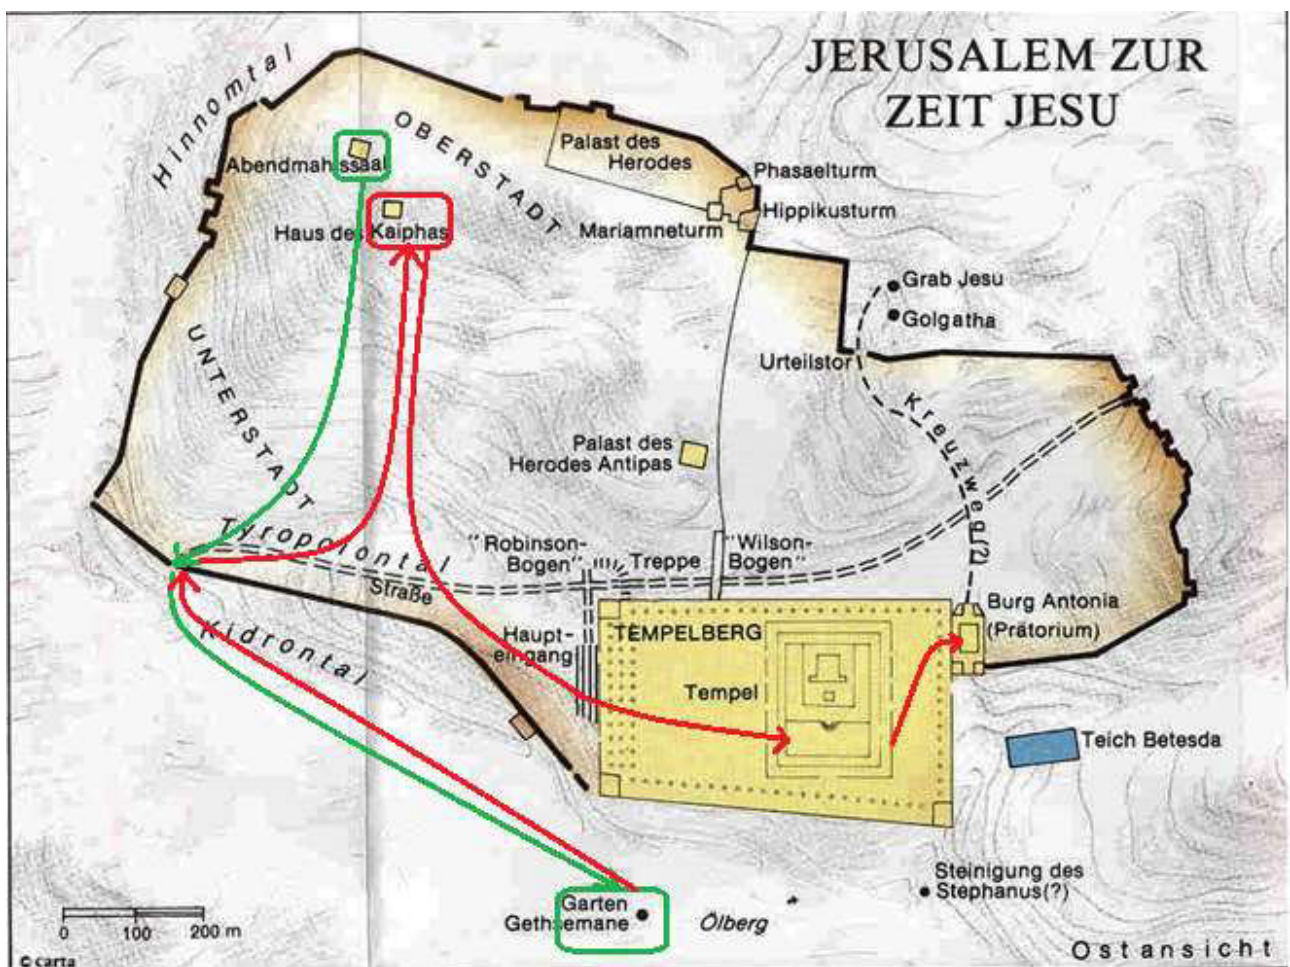 JERUSALEM ZUR
ZEIT JESU
Hinnomtal
OBERSTADT
Palast des
Herodes
Abendmahlssaal
Phasaelturm
Hippikusturm
Mariamneturm
Haus des Kaiphas
Grab Jesu
Golgatha
Urteilstor
UNTERSTADT
Kreuzweg(?)
Palast des
Herodes Antipas
Tyropoiontal
"Robinson-
Bogen"
Treppe
"Wilson-
Bogen"
Straße
Kidrontal
Haupt-
eingang
TEMPELBERG
Tempel
Burg Antonia
(Prätorium)
Teich Betesda
Steinigung des
Stephanus(?)
Garten
Gethsemane
Ölberg
0 100 200 m
© carta
Ostansicht